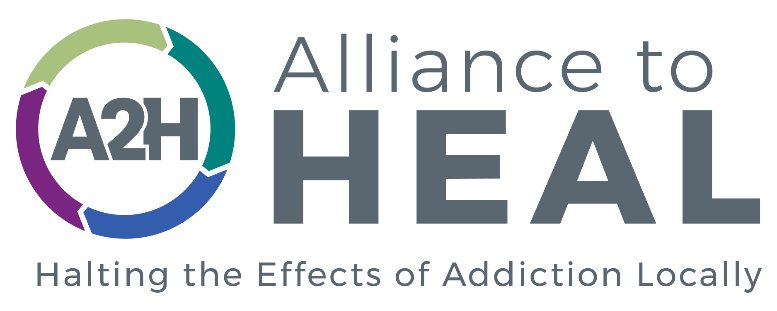 A2H
Alliance to
HEAL
Halting the Effects of Addiction Locally